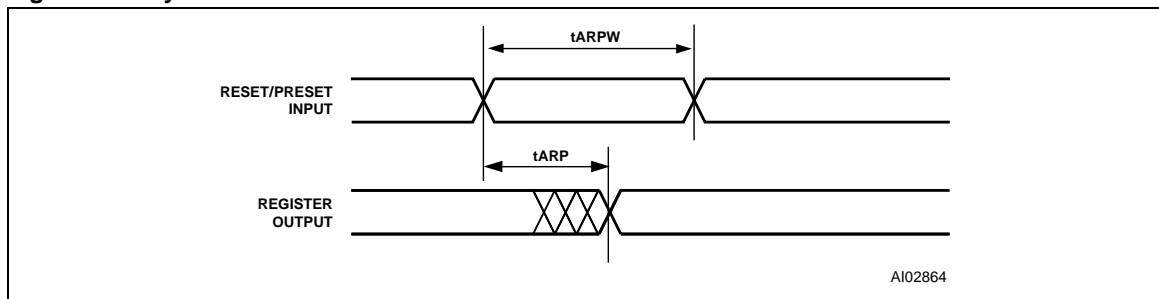 tARPW
RESET/PRESET
INPUT
tARP
REGISTER
OUTPUT
AI02864